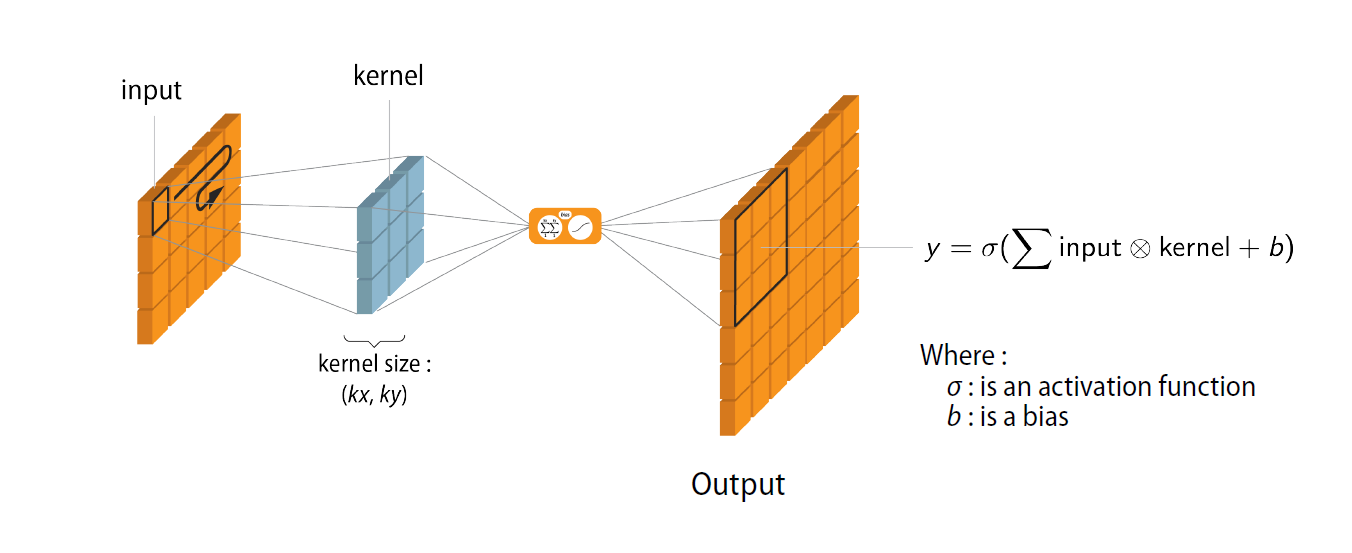 input
kernel
kernel size :
(kx, ky)
Output
y = σ(∑ input ⊗ kernel + b)
Where :
σ : is an activation function
b : is a bias